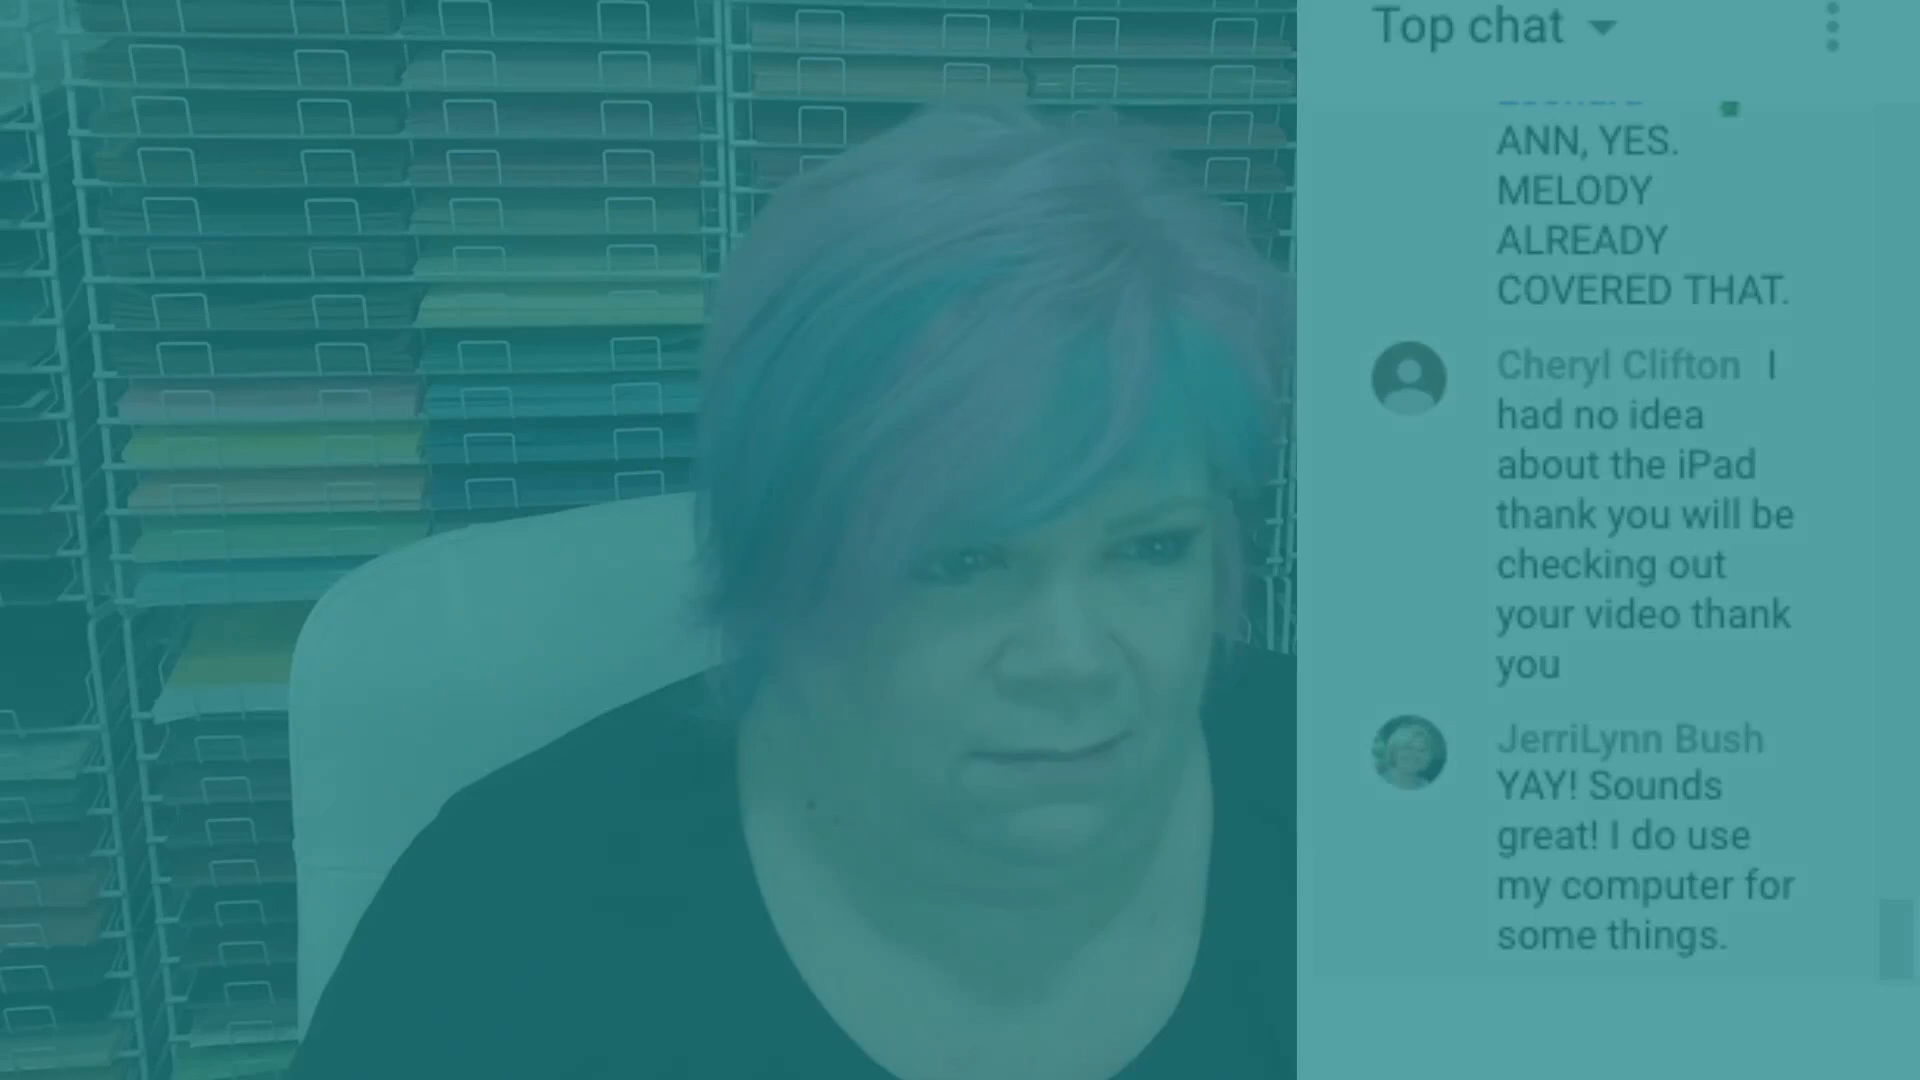 Top chat
ANN, YES.
MELODY
ALREADY
COVERED THAT.
Cheryl Clifton I
had no idea
about the iPad
thank you will be
checking out
your video thank
you
JerriLynn Bush
YAY! Sounds
great! I do use
my computer for
some things.